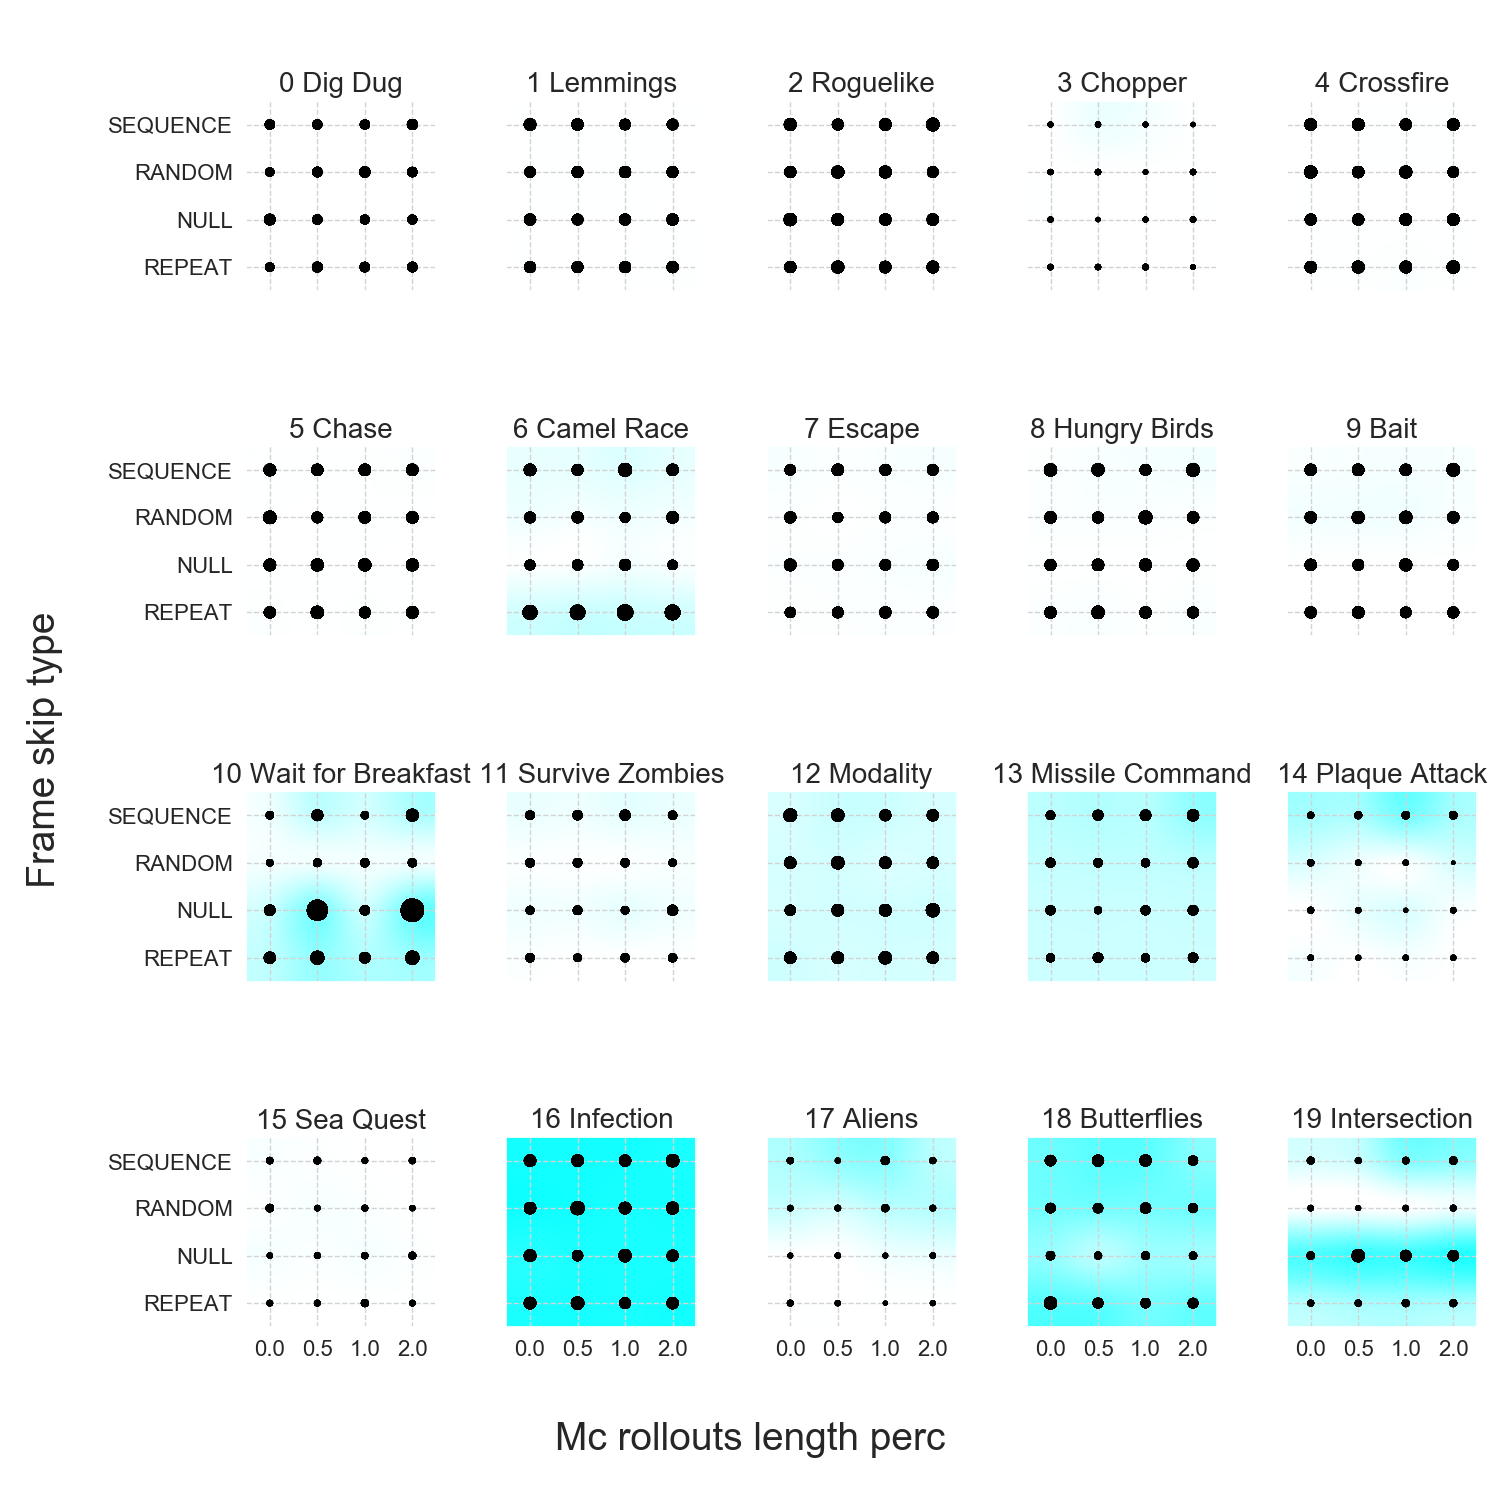 0 Dig Dug 1 Lemmings 2 Roguelike 3 Chopper 4 Crossfire
SEQUENCE
RANDOM
NULL
REPEAT
5 Chase 6 Camel Race 7 Escape 8 Hungry Birds 9 Bait
SEQUENCE
RANDOM
NULL
REPEAT
Frame skip type
10 Wait for Breakfast 11 Survive Zombies 12 Modality 13 Missile Command 14 Plaque Attack
SEQUENCE
RANDOM
NULL
REPEAT
15 Sea Quest 16 Infection 17 Aliens 18 Butterflies 19 Intersection
SEQUENCE
RANDOM
NULL
REPEAT
0.0 0.5 1.0 2.0 0.0 0.5 1.0 2.0 0.0 0.5 1.0 2.0 0.0 0.5 1.0 2.0 0.0 0.5 1.0 2.0
Mc rollouts length perc